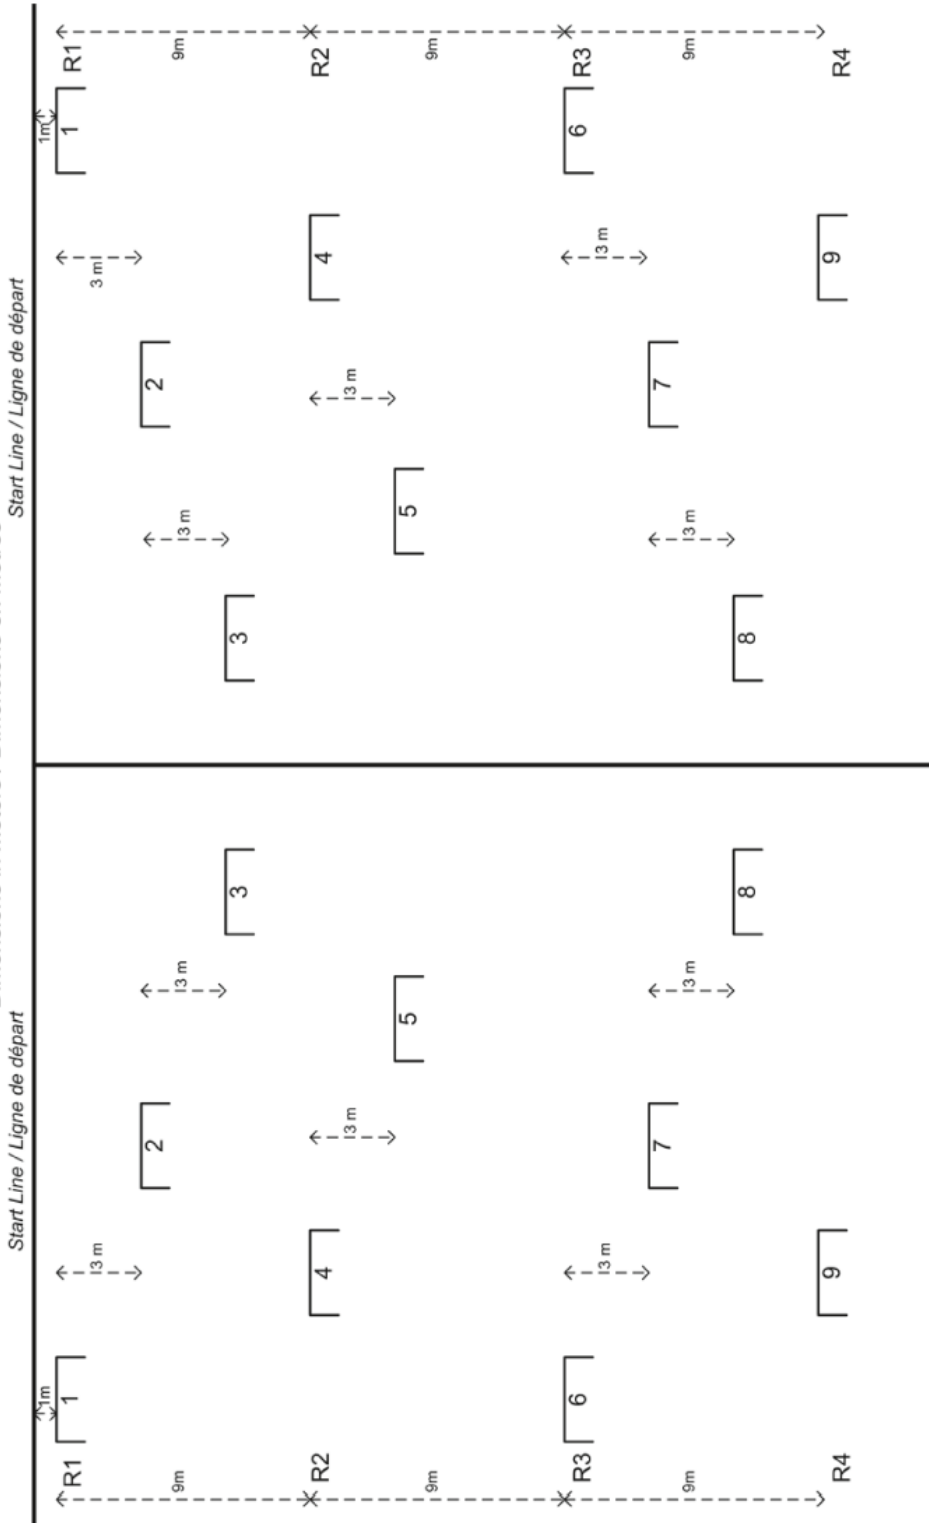 Start Line / Ligne de départ
Start Line / Ligne de départ
1m 1m
R1 1 1 R1
3 m 3 m
2 2
9m 3 m 3 m 9m
3 3
R2 4 4 R2
3 m 3 m
5 5
9m 9m
R3 6 6 R3
3 m 3 m
7 7
9m 3 m 3 m 9m
8 8
R4 9 9 R4